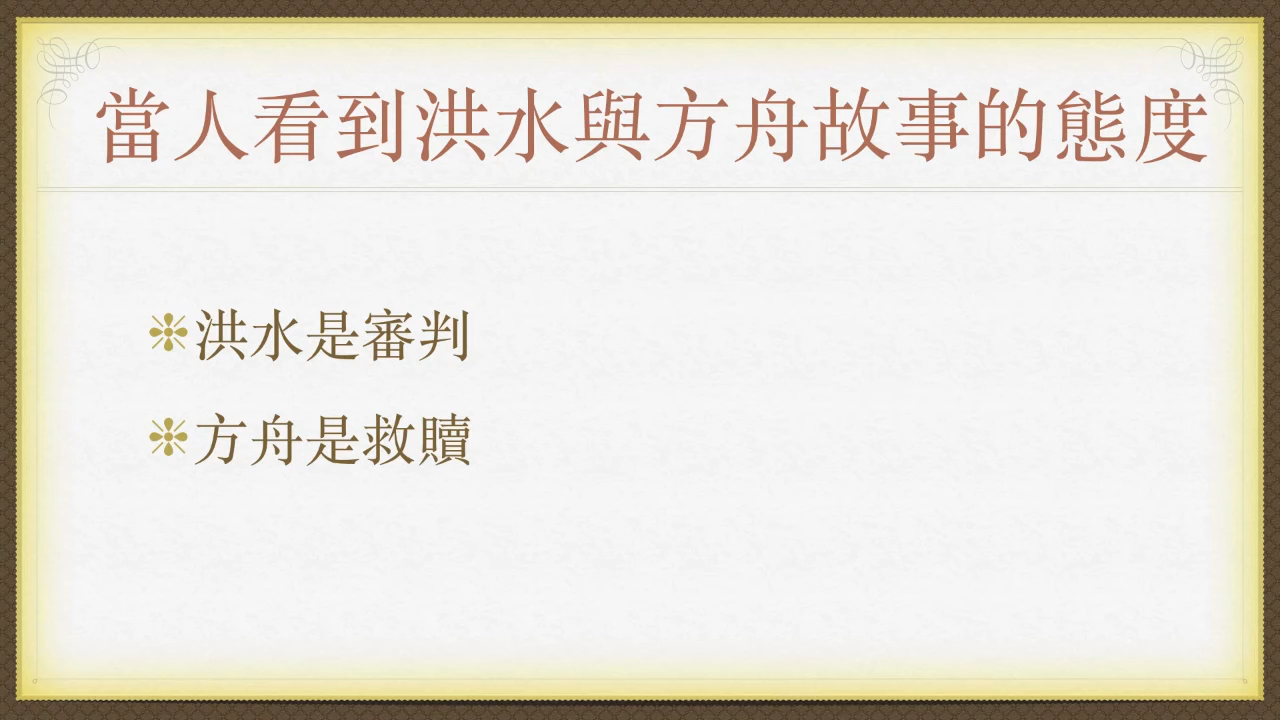 當人看到洪水與方舟故事的態度
洪水是審判
方舟是救贖